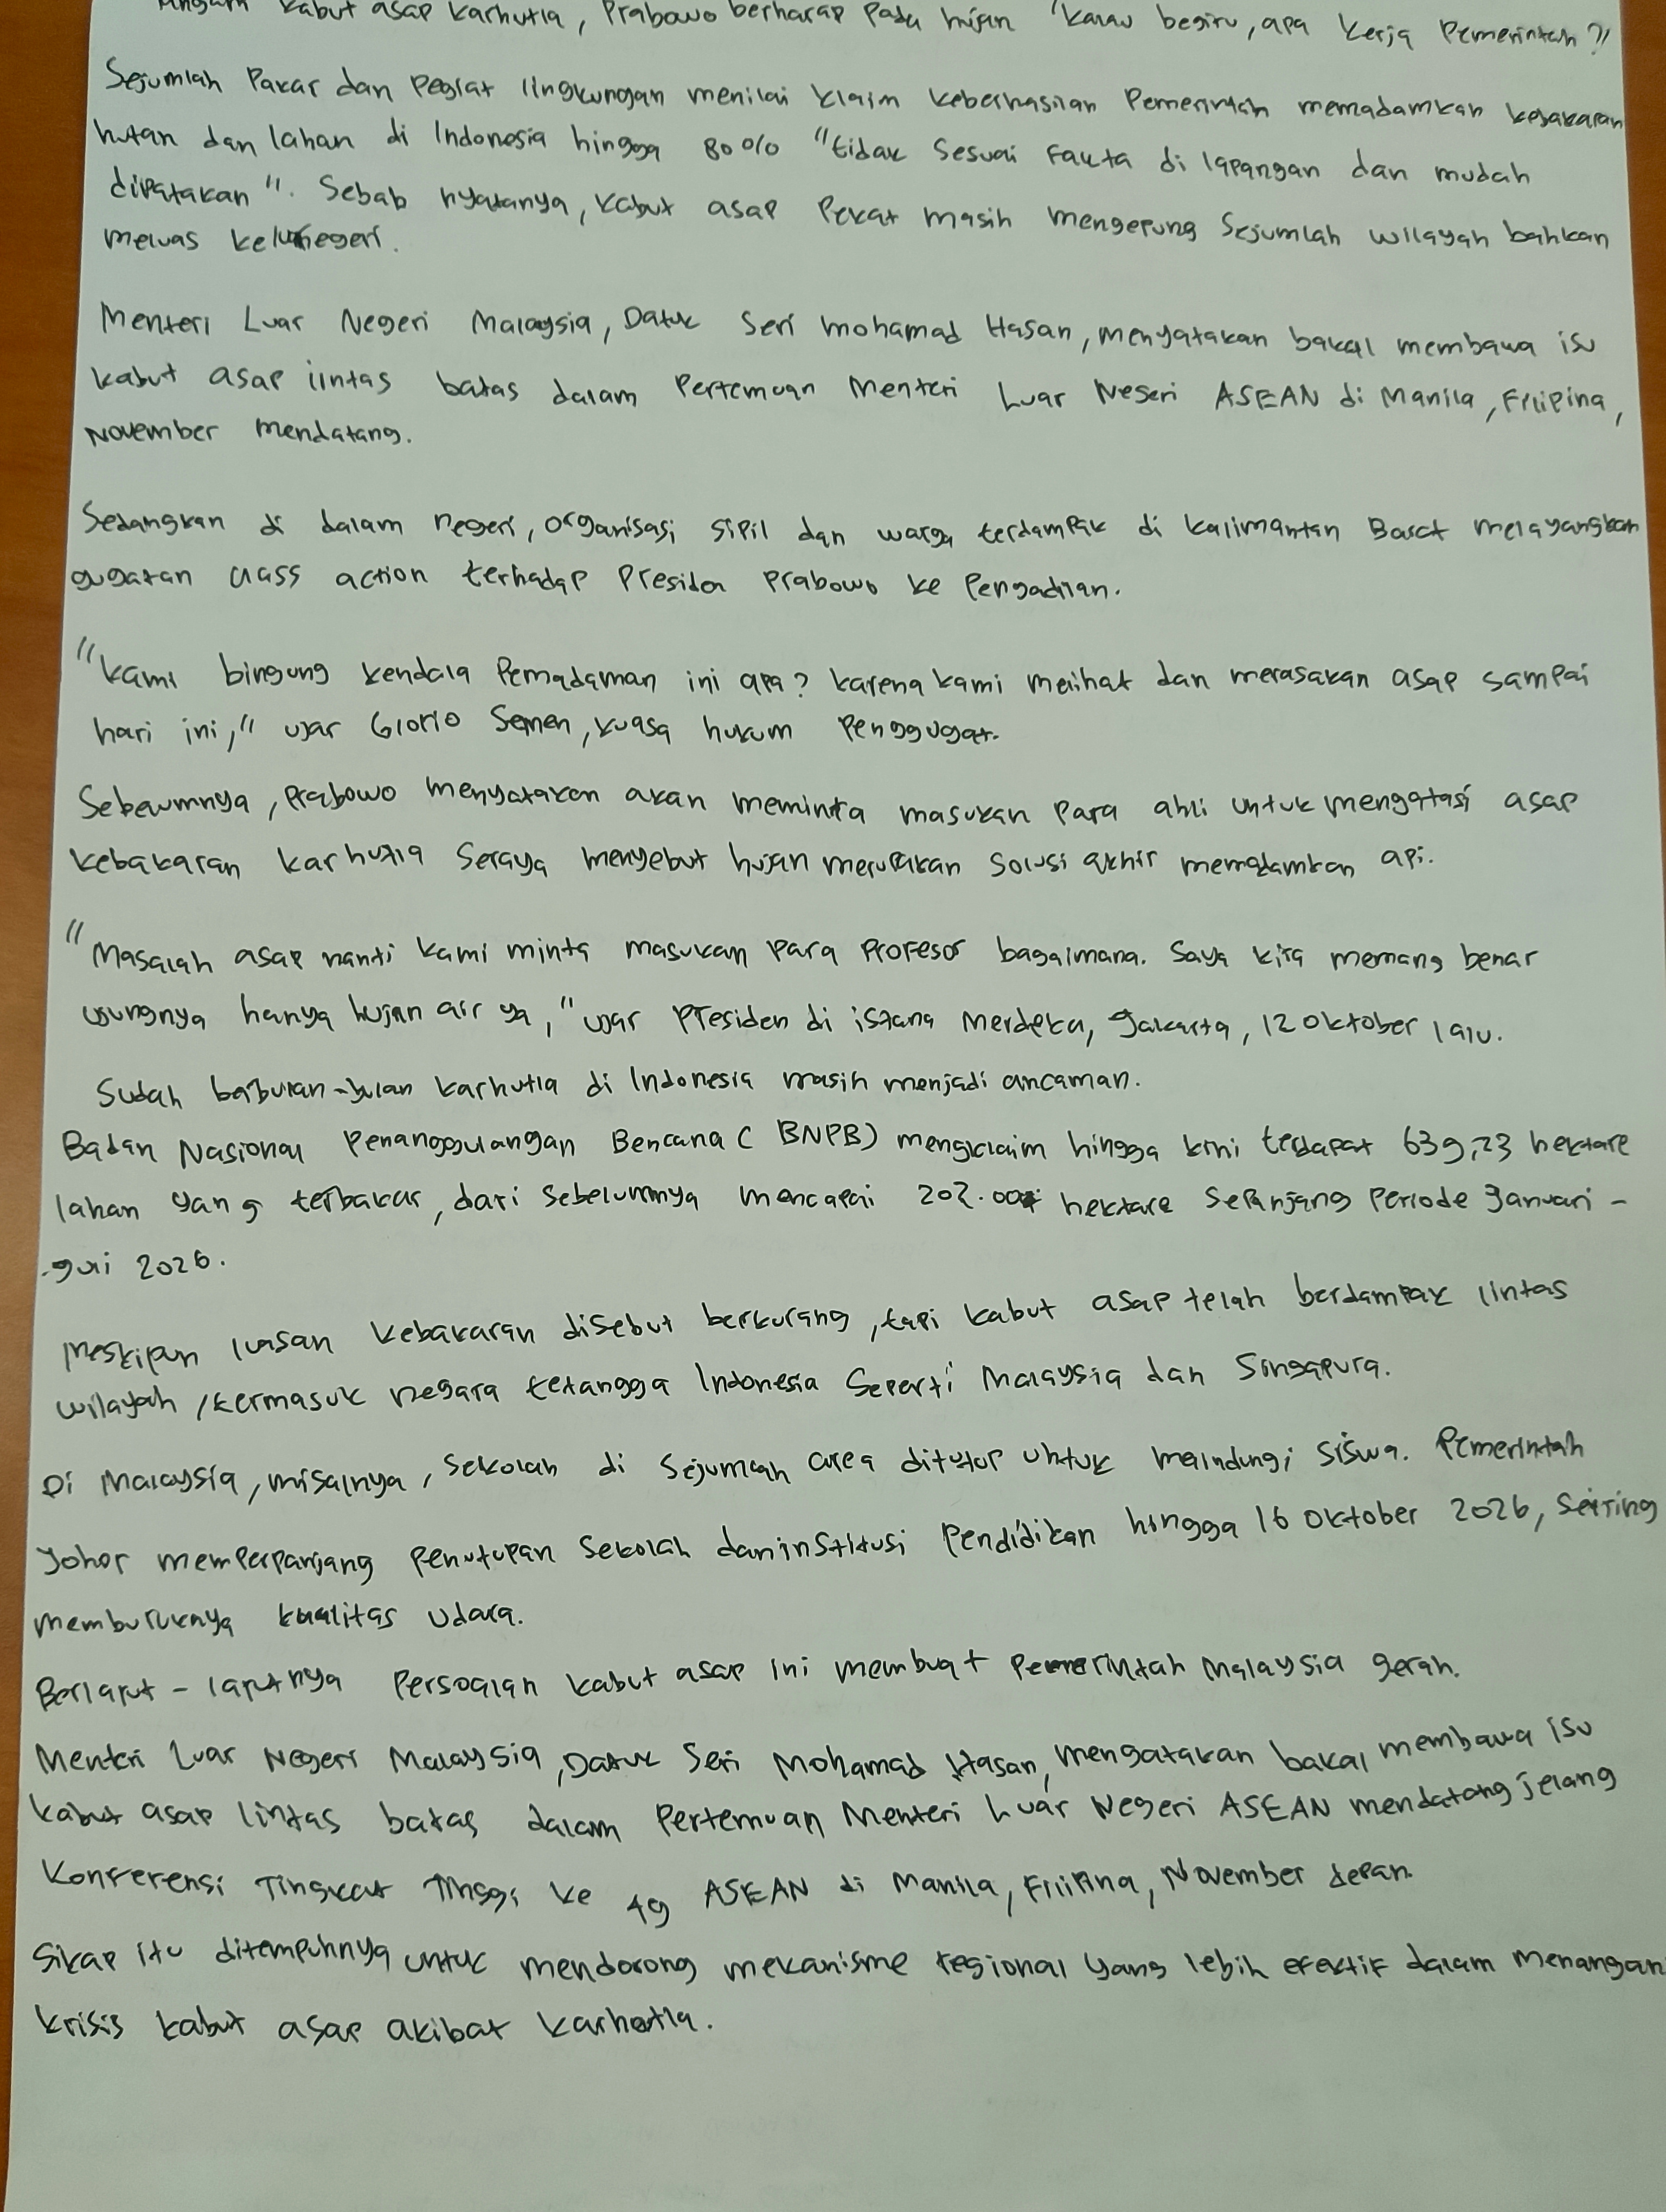 kabut asap karhutla, Prabowo berharap pada hujan "kalau begitu, apa kerja Pemerintah?"
Sejumlah Pakar dan Pegiat lingkungan menilai klaim keberhasilan Pemerintah memadamkan kebakaran
hutan dan lahan di Indonesia hingga 80% "tidak sesuai fakta di lapangan dan mudah
dipatakan". Sebab nyatanya, kabut asap Pekat masih mengepung Sejumlah wilayah bahkan
meluas keluar negeri.
Menteri Luar Negeri Malaysia, Datuk Seri Mohamad Hasan, menyatakan bakal membawa isu
kabut asap lintas batas dalam Pertemuan Menteri Luar Negeri ASEAN di Manila, Filipina,
November mendatang.
Sedangkan di dalam negeri, organisasi sipil dan warga terdampak di Kalimantan Barat melayangkan
gugatan class action terhadap Presiden Prabowo ke Pengadilan.
"Kami bingung kendala Pemadaman ini apa? karena kami melihat dan merasakan asap sampai
hari ini," ujar Glorio Senen, kuasa hukum Penggugat.
Sebelumnya, Prabowo menyatakan akan meminta masukan Para ahli untuk mengatasi asap
kebakaran karhutla Seraya menyebut hujan merupakan solusi akhir memadamkan api.
"Masalah asap nanti kami minta masukan Para Profesor bagaimana. Saya kira memang benar
ujungnya hanya hujan air ya," ujar Presiden di istana Merdeka, Jakarta, 12 Oktober lalu.
Sudah berbulan-bulan karhutla di Indonesia masih menjadi ancaman.
Badan Nasional Penanggulangan Bencana (BNPB) mengklaim hingga kini terdapat 639,23 hektare
lahan yang terbakar, dari sebelumnya mencapai 202.004 hektare Sepanjang Periode Januari -
-Juli 2026.
Meskipun luasan kebakaran disebut berkurang, tapi kabut asap telah berdampak lintas
wilayah, termasuk negara tetangga Indonesia Seperti Malaysia dan Singapura.
Di Malaysia, misalnya, Sekolah di Sejumlah area ditutup untuk melindungi siswa. Pemerintah
Johor memperpanjang Penutupan Sekolah dan institusi Pendidikan hingga 16 Oktober 2026, Seiring
memburuknya kualitas udara.
Berlarut-larutnya Persoalan kabut asap ini membuat Pemerintah Malaysia gerah.
Menteri Luar Negeri Malaysia, Datuk Seri Mohamad Hasan, mengatakan bakal membawa isu
kabut asap lintas batas dalam Pertemuan Menteri Luar Negeri ASEAN mendatang jelang
Konferensi Tingkat Tinggi ke 49 ASEAN di Manila, Filipina, November depan.
Sikap itu ditempuhnya untuk mendorong mekanisme regional yang lebih efektif dalam menangani
krisis kabut asap akibat karhutla.